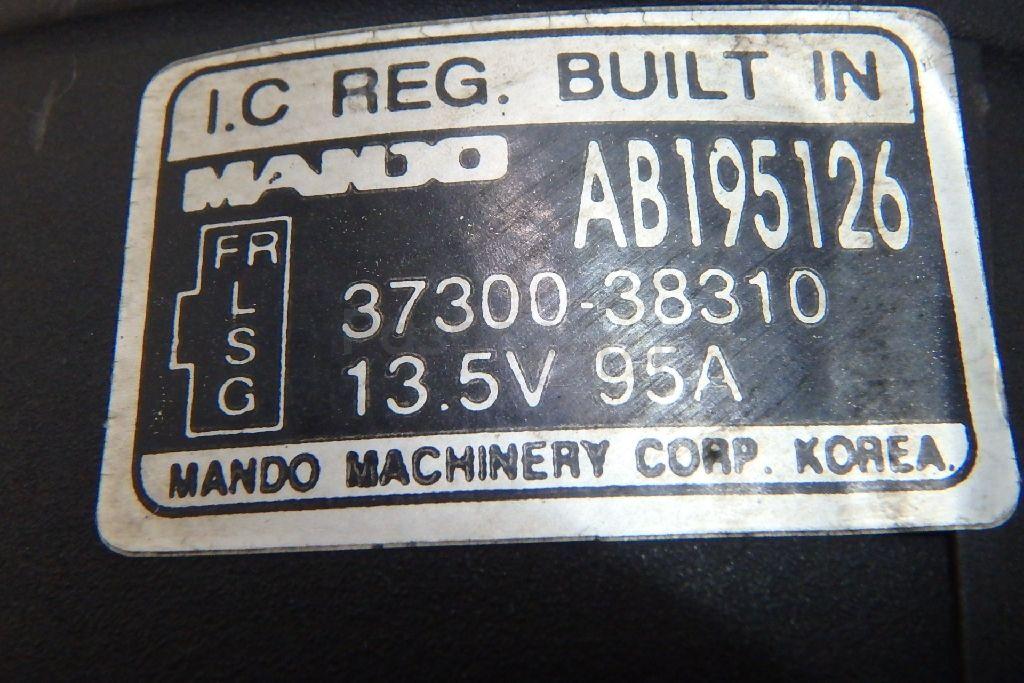 I.C REG. BUILT IN
MANDO AB195126
FR
L
S
G
37300-38310
13.5V 95A
MANDO MACHINERY CORP. KOREA.